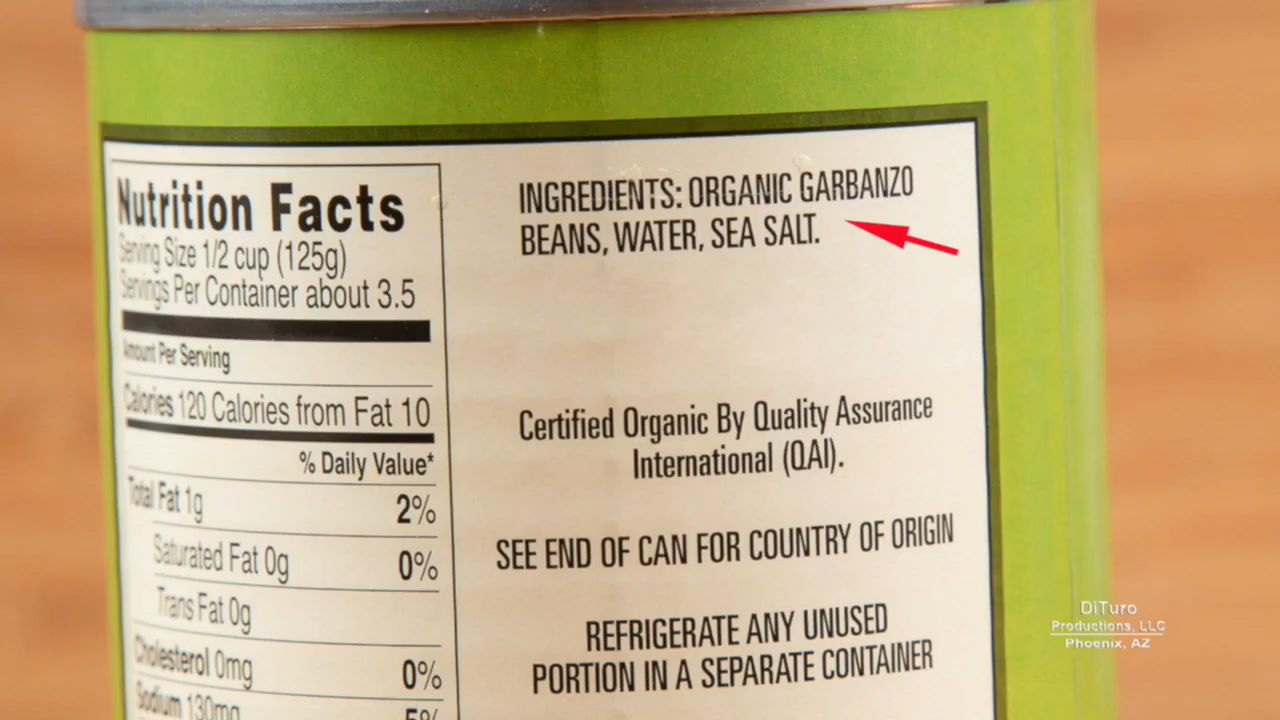 Nutrition Facts
Serving Size 1/2 cup (125g)
Servings Per Container about 3.5
Amount Per Serving
Calories 120 Calories from Fat 10
% Daily Value*
Total Fat 1g 2%
Saturated Fat 0g 0%
Trans Fat 0g
Cholesterol 0mg 0%
Sodium 130mg 5%
INGREDIENTS: ORGANIC GARBANZO
BEANS, WATER, SEA SALT.
Certified Organic By Quality Assurance
International (QAI).
SEE END OF CAN FOR COUNTRY OF ORIGIN
REFRIGERATE ANY UNUSED
PORTION IN A SEPARATE CONTAINER
DiTuro
Productions, LLC
Phoenix, AZ